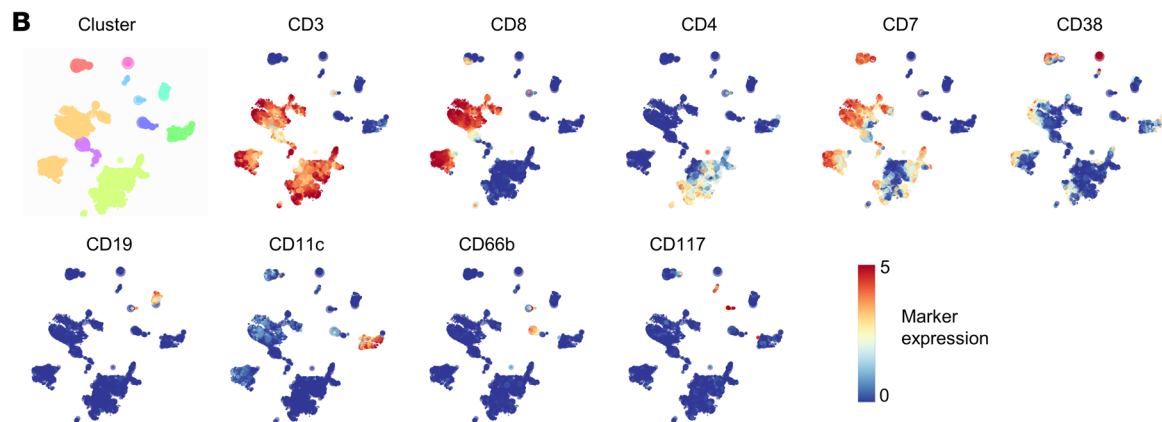 B
Cluster CD3 CD8 CD4 CD7 CD38
CD19 CD11c CD66b CD117
5
Marker
expression
0